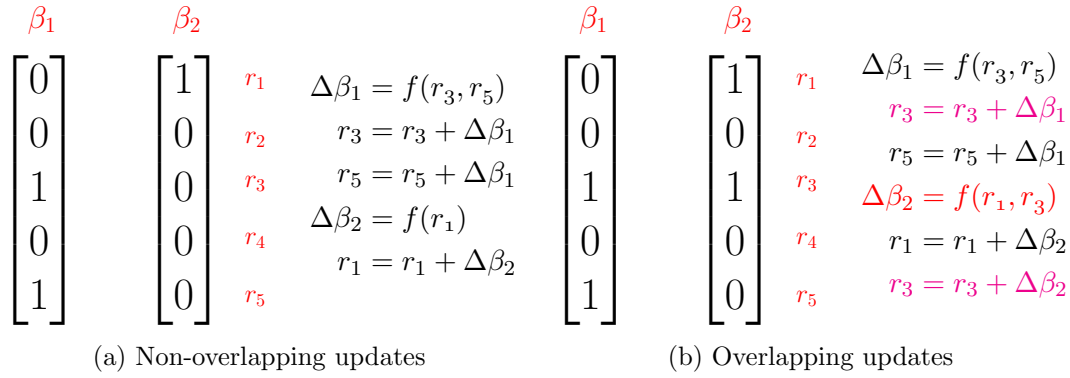 β₁ β₂ β₁ β₂
0 1 r₁ Δβ₁ = f(r₃, r₅) 0 1 r₁ Δβ₁ = f(r₃, r₅)
0 0 r₂ r₃ = r₃ + Δβ₁ 0 0 r₂ r₃ = r₃ + Δβ₁
1 0 r₃ r₅ = r₅ + Δβ₁ 1 1 r₃ r₅ = r₅ + Δβ₁
Δβ₂ = f(r₁) Δβ₂ = f(r₁, r₃)
0 0 r₄ r₁ = r₁ + Δβ₂ 0 0 r₄ r₁ = r₁ + Δβ₂
1 0 r₅ 1 0 r₅ r₃ = r₃ + Δβ₂
(a) Non-overlapping updates (b) Overlapping updates